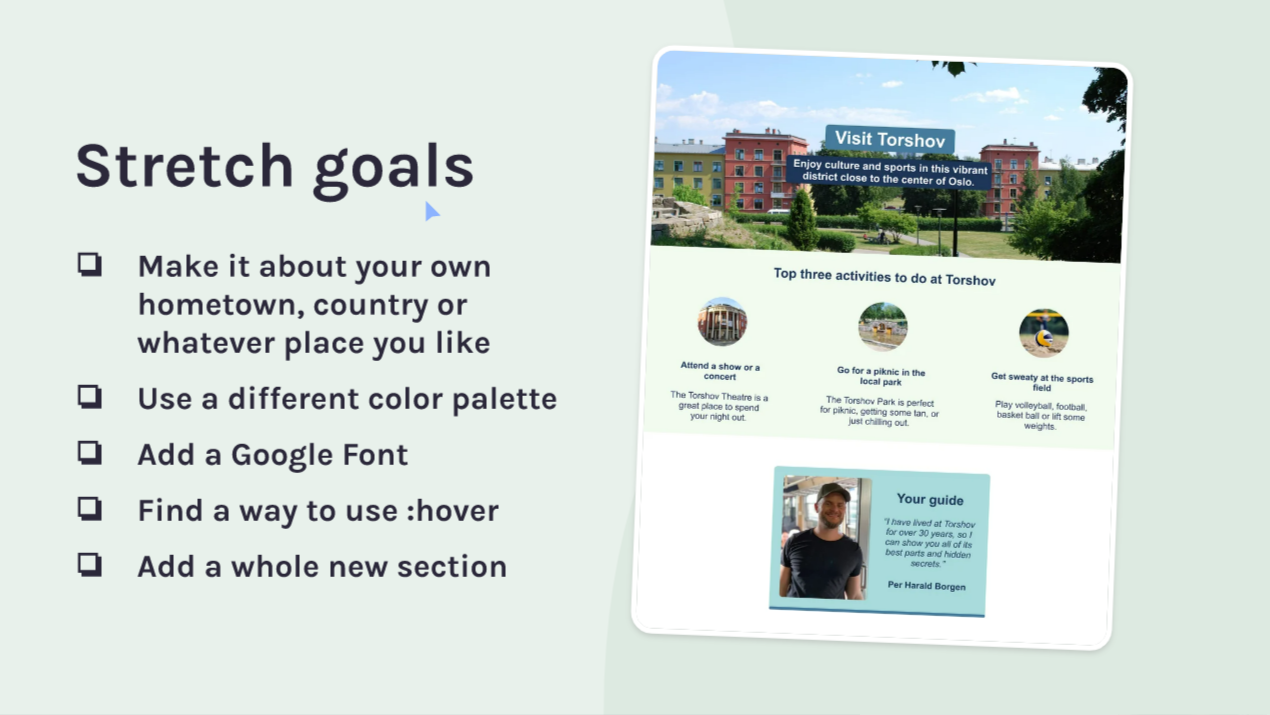 Stretch goals
Make it about your own
hometown, country or
whatever place you like
Use a different color palette
Add a Google Font
Find a way to use :hover
Add a whole new section
Visit Torshov
Enjoy culture and sports in this vibrant
district close to the center of Oslo.
Top three activities to do at Torshov
Attend a show or a
concert
The Torshov Theatre is a
great place to spend
your night out.
Go for a piknic in the
local park
The Torshov Park is perfect
for piknic, getting some tan, or
just chilling out.
Get sweaty at the sports
field
Play volleyball, football,
basket ball or lift some
weights.
Your guide
"I have lived at Torshov
for over 30 years, so I
can show you all of its
best parts and hidden
secrets."
Per Harald Borgen